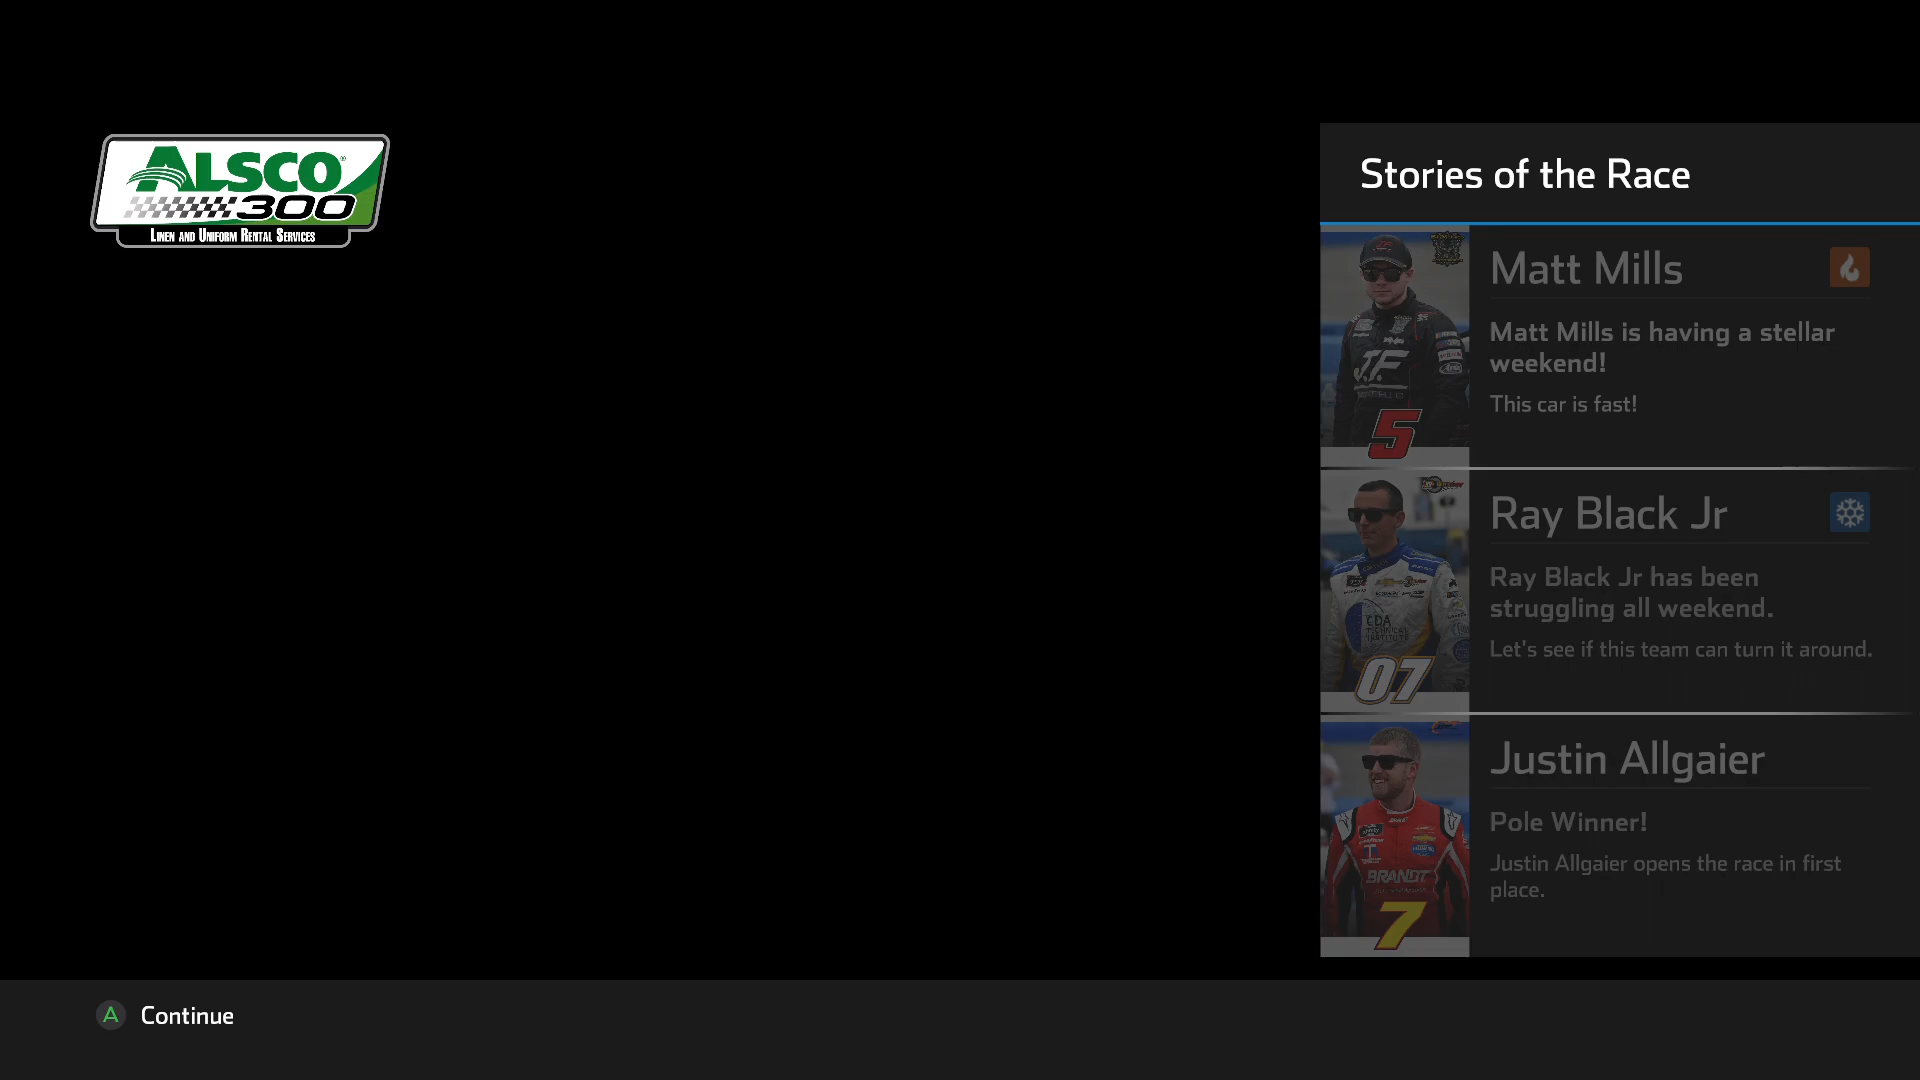 ALSCO
300
LINEN AND UNIFORM RENTAL SERVICES
Stories of the Race
Matt Mills
Matt Mills is having a stellar
weekend!
This car is fast!
J.F
5
Ray Black Jr
Ray Black Jr has been
struggling all weekend.
Let's see if this team can turn it around.
CDA
TECHNICAL
INSTITUTE
07
Justin Allgaier
Pole Winner!
Justin Allgaier opens the race in first
place.
BRANDT
7
A Continue